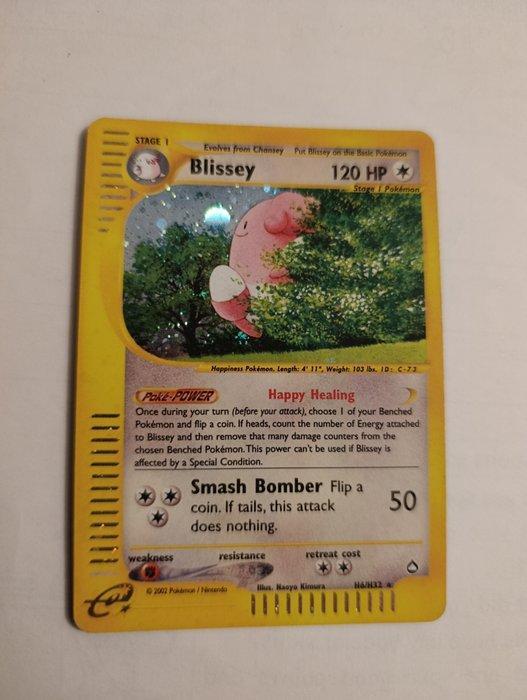 STAGE 1
Evolves from Chansey Put Blissey on the Basic Pokémon
Blissey 120 HP
Stage 1 Pokémon
Happiness Pokémon. Length: 4' 11", Weight: 103 lbs. ID: C-73
POKé-POWER Happy Healing
Once during your turn (before your attack), choose 1 of your Benched
Pokémon and flip a coin. If heads, count the number of Energy attached
to Blissey and then remove that many damage counters from the
chosen Benched Pokémon. This power can't be used if Blissey is
affected by a Special Condition.
Smash Bomber Flip a
coin. If tails, this attack
does nothing.
50
weakness resistance retreat cost
© 2002 Pokémon / Nintendo Illus. Naoyo Kimura H6/H32